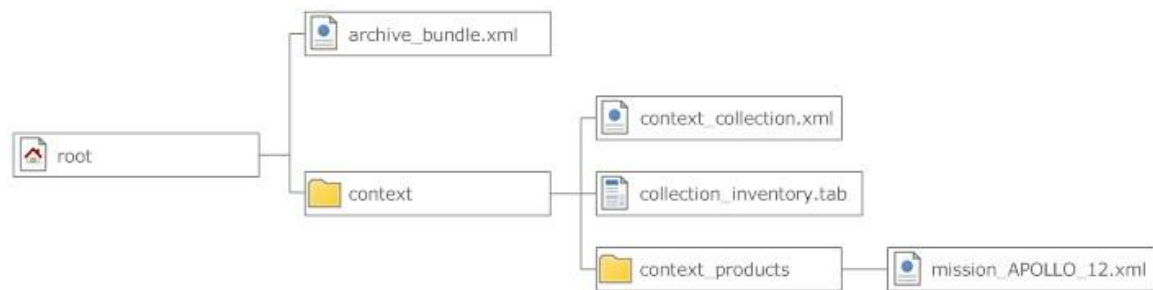 archive_bundle.xml
context_collection.xml
root
context
collection_inventory.tab
context_products
mission_APOLLO_12.xml